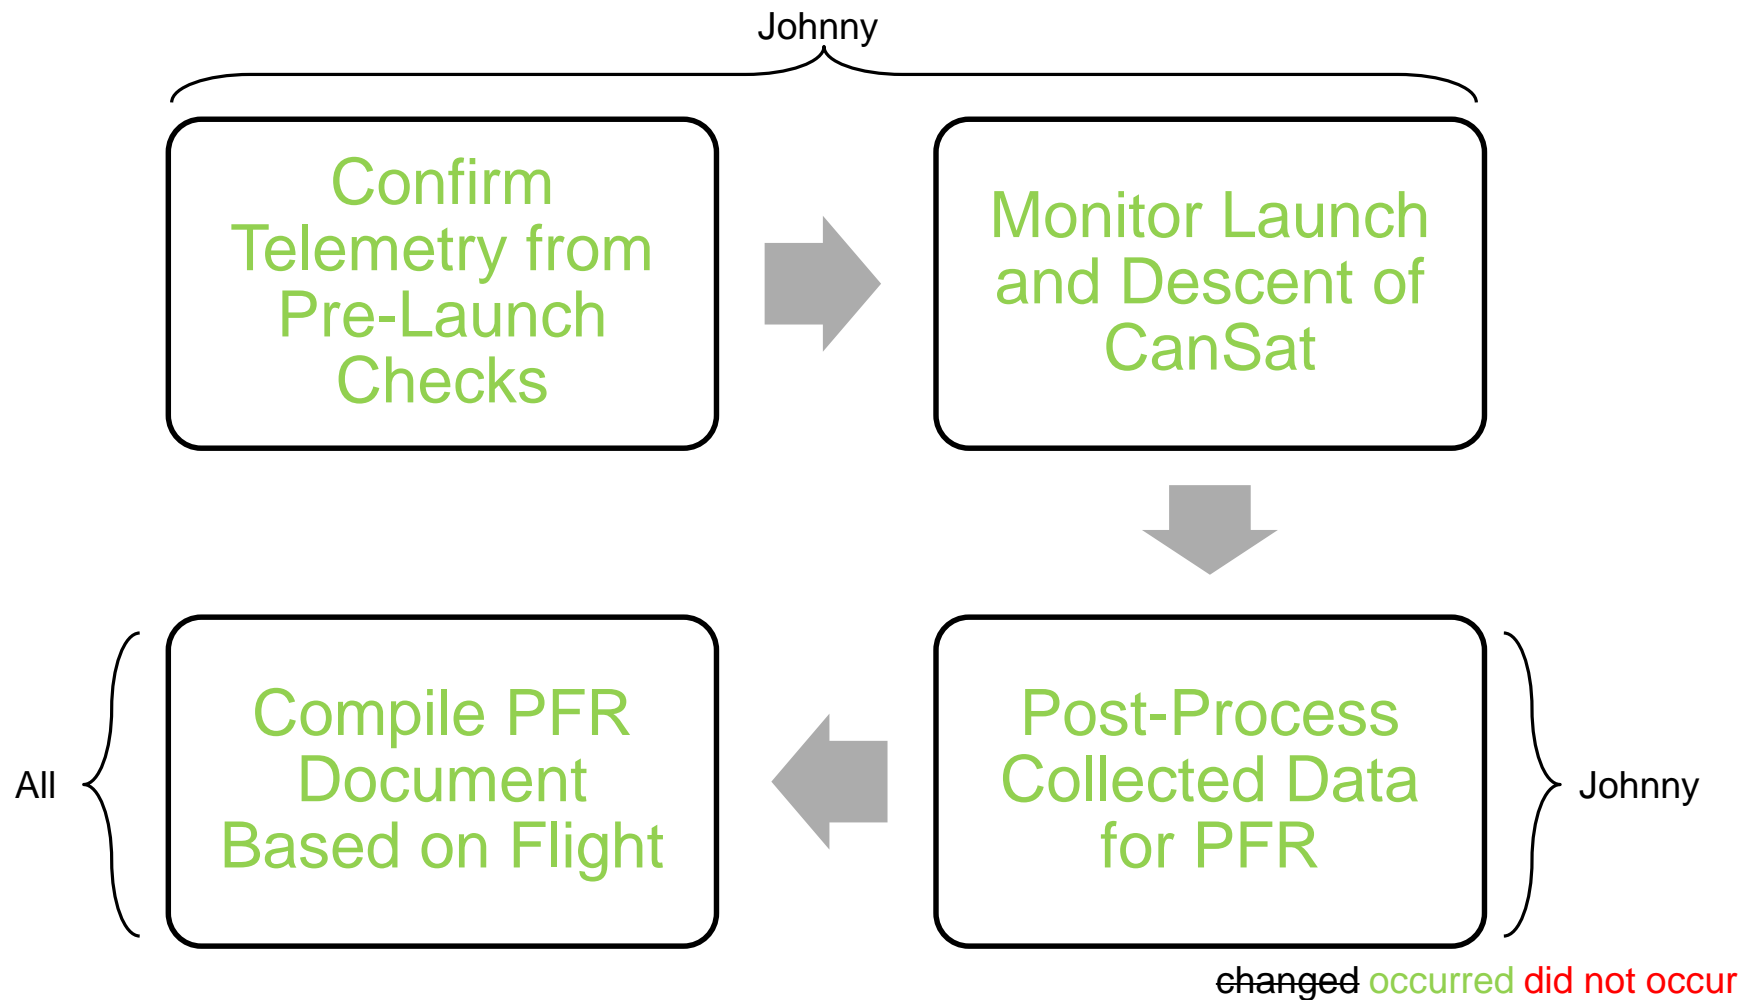 Johnny
Confirm
Telemetry from
Pre-Launch
Checks
Monitor Launch
and Descent of
CanSat
Compile PFR
Document
Based on Flight
All
Post-Process
Collected Data
for PFR
Johnny
changed occurred did not occur